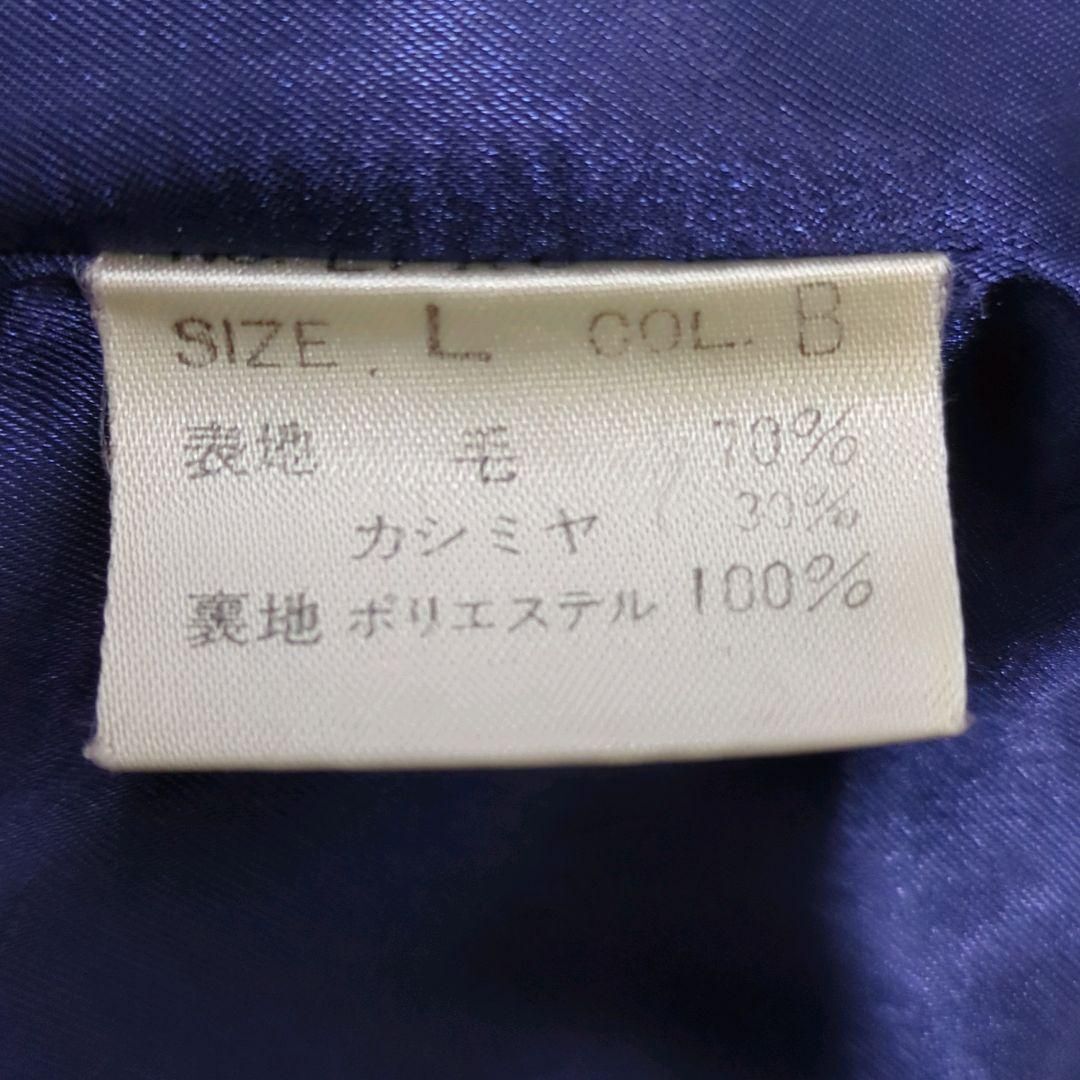 SIZE. L COL. B
表地 毛 70%
カシミヤ 30%
裏地 ポリエステル 100%